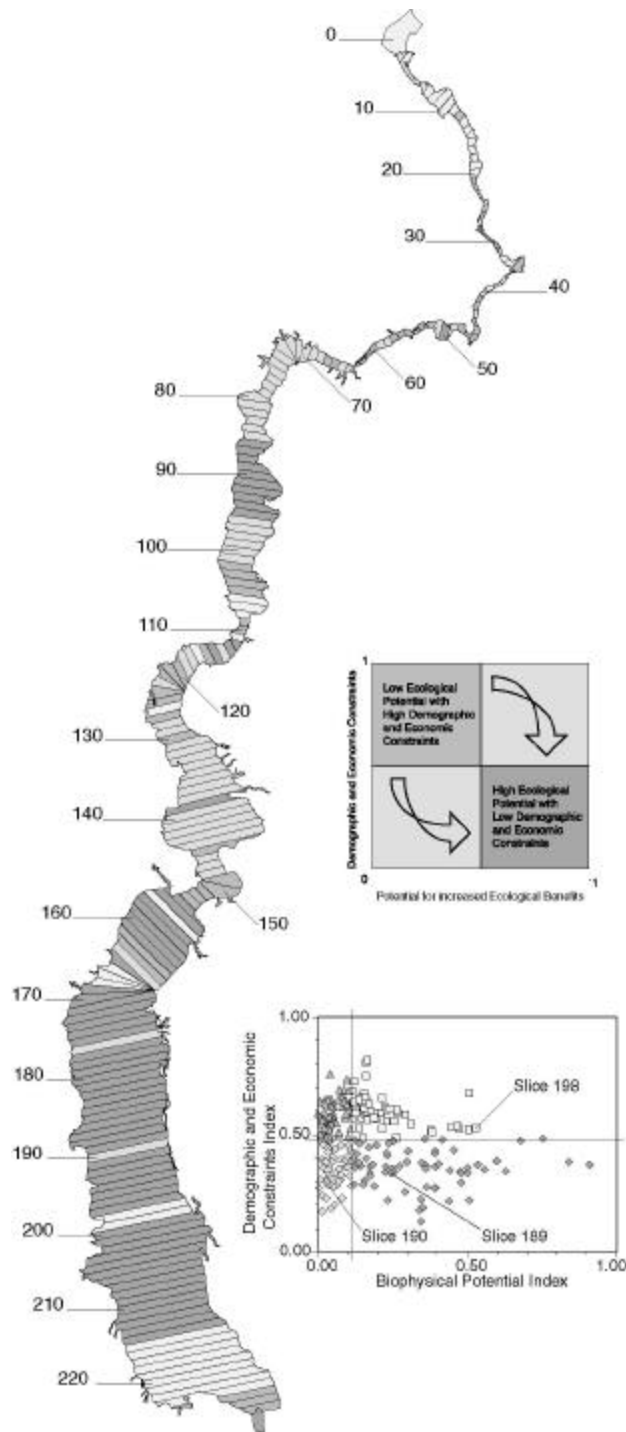 0
10
20
30
40
50
60
70
80
90
100
110
120
130
140
150
160
170
180
190
200
210
220
Demographic and Economic Constraints
1
Low Ecological
Potential with
High Demographic
and Economic
Constraints
High Ecological
Potential with
Low Demographic
and Economic
Constraints
0
1
Potential for increased Ecological Benefits
Demographic and Economic
Constraints Index
1.00
0.50
0.00
Slice 198
Slice 190
Slice 189
0.00
0.50
1.00
Biophysical Potential Index